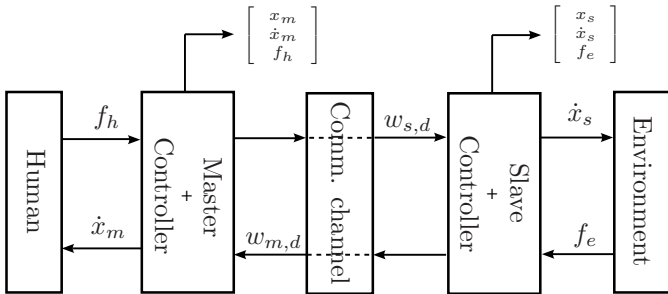 x_m
ẋ_m
f_h
x_s
ẋ_s
f_e
Human
f_h
ẋ_m
Master
+
Controller
w_{m,d}
Comm. channel
w_{s,d}
Slave
+
Controller
ẋ_s
f_e
Environment